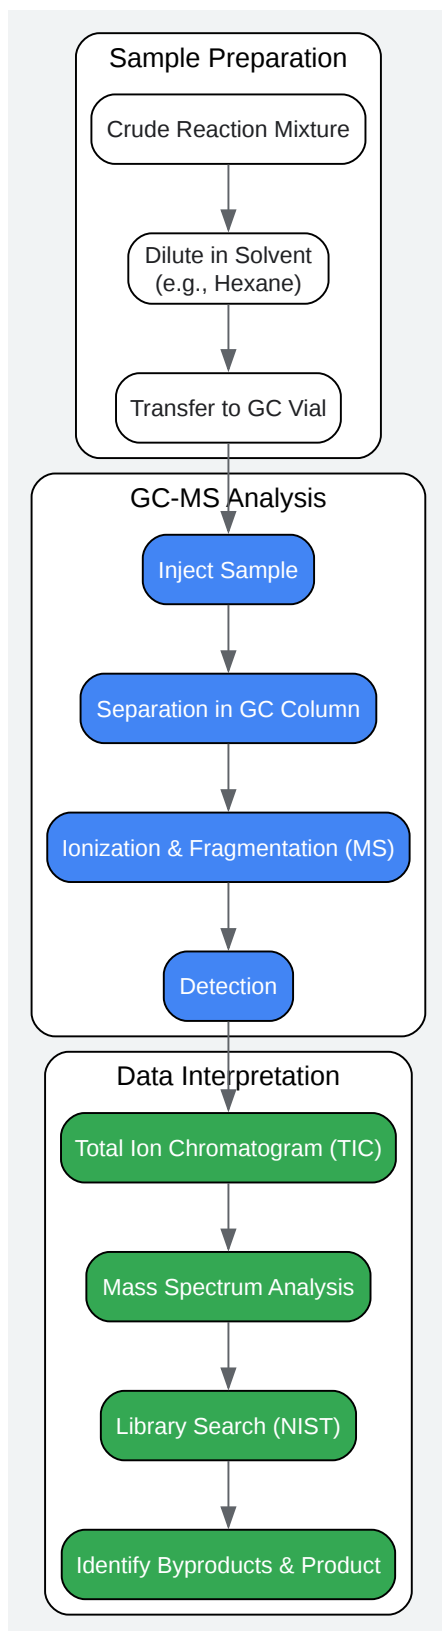 Sample Preparation
Crude Reaction Mixture
Dilute in Solvent
(e.g., Hexane)
Transfer to GC Vial
GC-MS Analysis
Inject Sample
Separation in GC Column
Ionization & Fragmentation (MS)
Detection
Data Interpretation
Total Ion Chromatogram (TIC)
Mass Spectrum Analysis
Library Search (NIST)
Identify Byproducts & Product